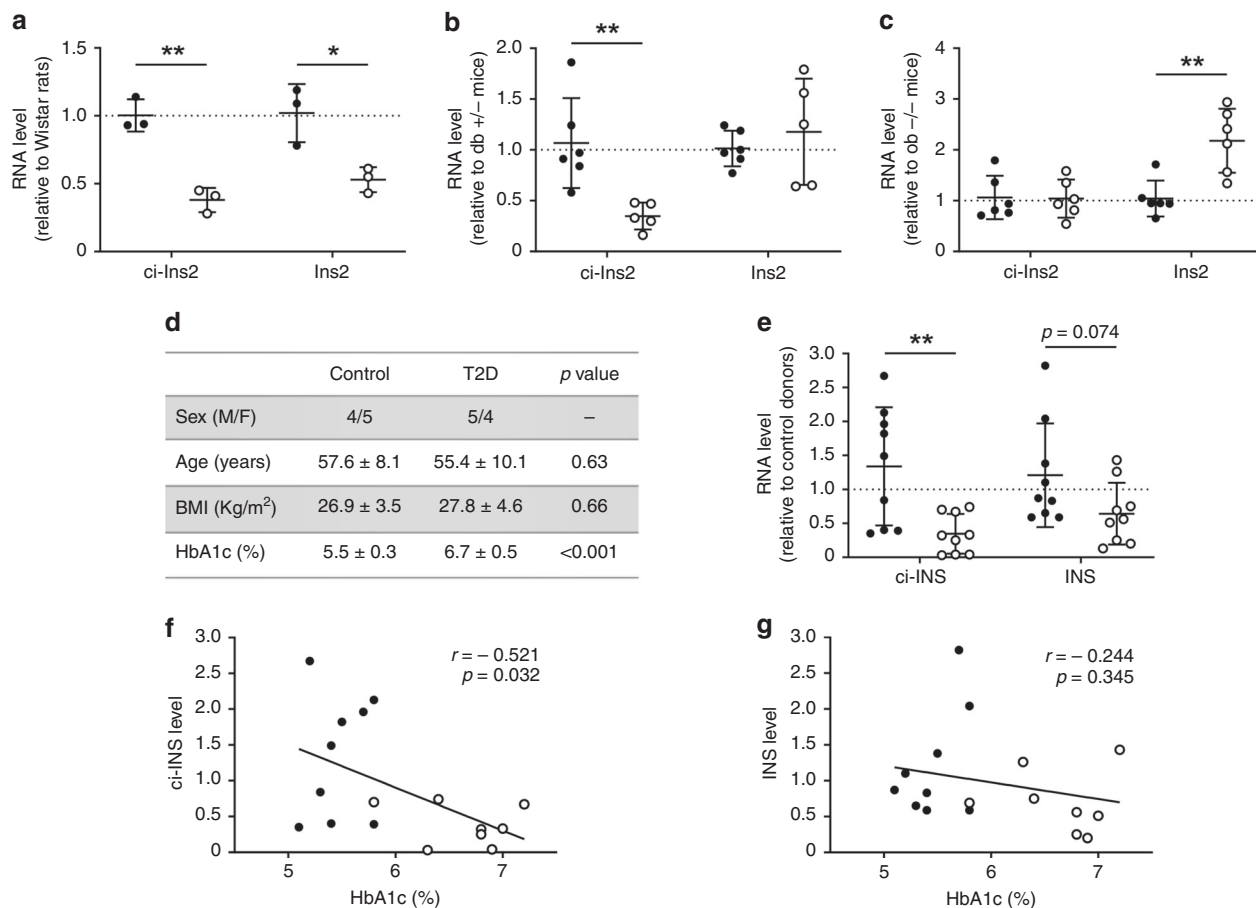 a
b
c
RNA level
(relative to Wistar rats)
1.5
1.0
0.5
0
**
*
ci-Ins2
Ins2
RNA level
(relative to db +/– mice)
2.0
1.5
1.0
0.5
0
**
ci-Ins2
Ins2
RNA level
(relative to ob –/– mice)
4
3
2
1
0
**
ci-Ins2
Ins2
d
Control T2D p value
Sex (M/F) 4/5 5/4 –
Age (years) 57.6 ± 8.1 55.4 ± 10.1 0.63
BMI (Kg/m²) 26.9 ± 3.5 27.8 ± 4.6 0.66
HbA1c (%) 5.5 ± 0.3 6.7 ± 0.5 <0.001
e
RNA level
(relative to control donors)
3.0
2.5
2.0
1.5
1.0
0.5
0
**
p = 0.074
ci-INS
INS
f
ci-INS level
3.0
2.5
2.0
1.5
1.0
0.5
0
r = – 0.521
p = 0.032
5 6 7
HbA1c (%)
g
INS level
3.0
2.5
2.0
1.5
1.0
0.5
0
r = – 0.244
p = 0.345
5 6 7
HbA1c (%)